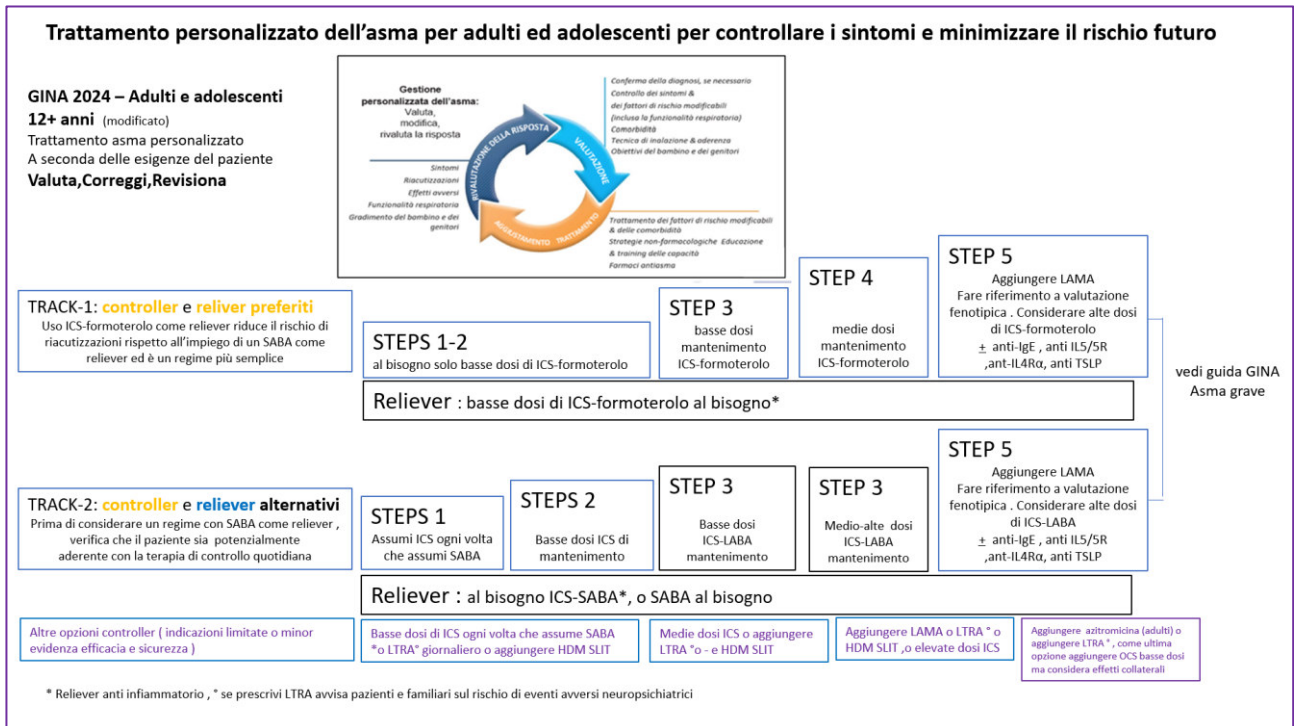 Trattamento personalizzato dell'asma per adulti ed adolescenti per controllare i sintomi e minimizzare il rischio futuro
GINA 2024 – Adulti e adolescenti
12+ anni (modificato)
Trattamento asma personalizzato
A seconda delle esigenze del paziente
Valuta,Correggi,Revisiona
Gestione
personalizzata dell'asma:
Valuta,
modifica,
rivaluta la risposta
Sintomi
Riacutizzazioni
Effetti avversi
Funzionalità respiratoria
Gradimento del bambino e dei
genitori
RIVALUTAZIONE DELLA RISPOSTA
VALUTAZIONE
AGGIUSTAMENTO TRATTAMENTO
Conferma della diagnosi, se necessario
Controllo dei sintomi &
dei fattori di rischio modificabili
(inclusa la funzionalità respiratoria)
Comorbidità
Tecnica di inalazione & aderenza
Obiettivi del bambino e dei genitori
Trattamento dei fattori di rischio modificabili
& delle comorbidità
Strategie non-farmacologiche Educazione
& training delle capacità
Farmaci antiasma
TRACK-1: controller e reliver preferiti
Uso ICS-formoterolo come reliever riduce il rischio di
riacutizzazioni rispetto all'impiego di un SABA come
reliever ed è un regime più semplice
STEPS 1-2
al bisogno solo basse dosi di ICS-formoterolo
STEP 3
basse dosi
mantenimento
ICS-formoterolo
STEP 4
medie dosi
mantenimento
ICS-formoterolo
STEP 5
Aggiungere LAMA
Fare riferimento a valutazione
fenotipica . Considerare alte dosi
di ICS-formoterolo
+ anti-IgE , anti IL5/5R
,ant-IL4Rα, anti TSLP
Reliever : basse dosi di ICS-formoterolo al bisogno*
vedi guida GINA
Asma grave
TRACK-2: controller e reliever alternativi
Prima di considerare un regime con SABA come reliever ,
verifica che il paziente sia potenzialmente
aderente con la terapia di controllo quotidiana
STEPS 1
Assumi ICS ogni volta
che assumi SABA
STEPS 2
Basse dosi ICS di
mantenimento
STEP 3
Basse dosi
ICS-LABA
mantenimento
STEP 3
Medio-alte dosi
ICS-LABA
mantenimento
STEP 5
Aggiungere LAMA
Fare riferimento a valutazione
fenotipica . Considerare alte dosi
di ICS-LABA
+ anti-IgE , anti IL5/5R
,ant-IL4Rα, anti TSLP
Reliever : al bisogno ICS-SABA*, o SABA al bisogno
Altre opzioni controller ( indicazioni limitate o minor
evidenza efficacia e sicurezza )
Basse dosi di ICS ogni volta che assume SABA
*o LTRA° giornaliero o aggiungere HDM SLIT
Medie dosi ICS o aggiungere
LTRA °o - e HDM SLIT
Aggiungere LAMA o LTRA ° o
HDM SLIT ,o elevate dosi ICS
Aggiungere azitromicina (adulti) o
aggiungere LTRA ° , come ultima
opzione aggiungere OCS basse dosi
ma considera effetti collaterali
* Reliever anti infiammatorio , ° se prescrivi LTRA avvisa pazienti e familiari sul rischio di eventi avversi neuropsichiatrici